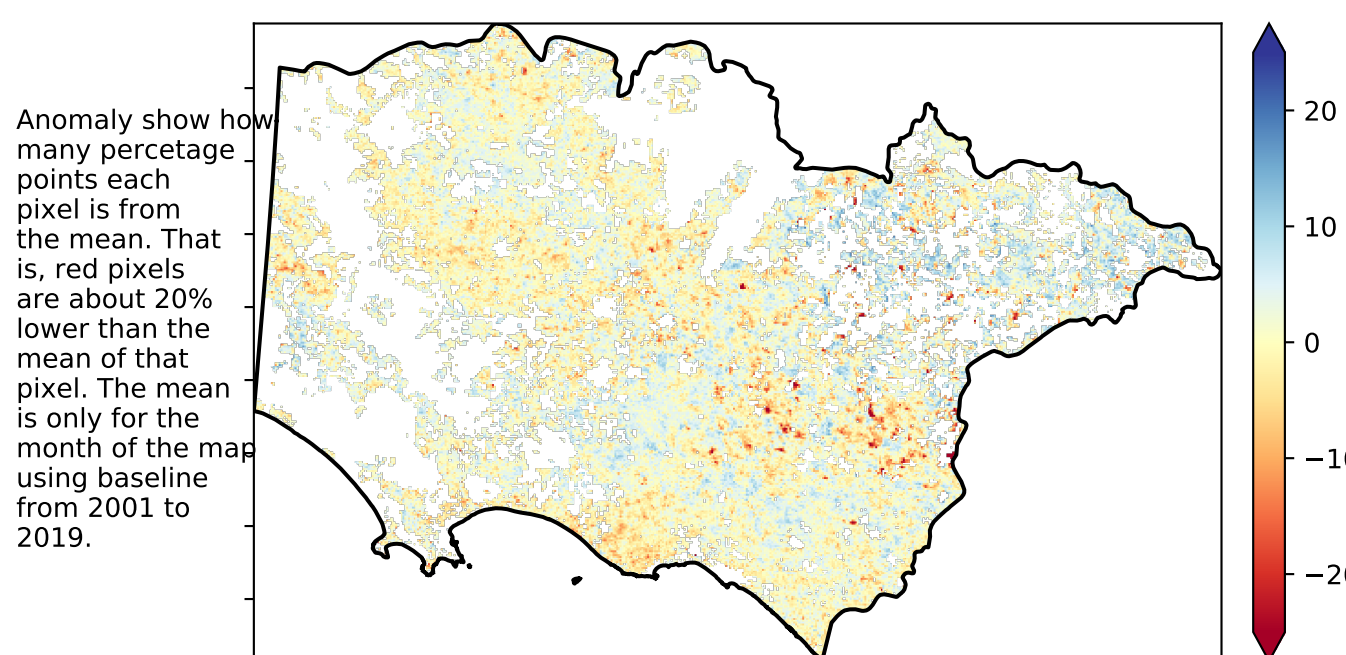 Anomaly show how
many percetage
points each
pixel is from
the mean. That
is, red pixels
are about 20%
lower than the
mean of that
pixel. The mean
is only for the
month of the map
using baseline
from 2001 to
2019.
20
10
0
−10
−20